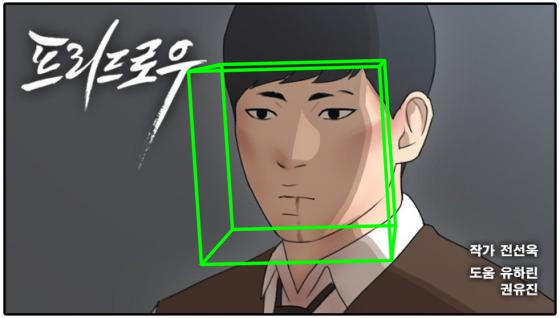 프리드로우
작가 전선욱
도움 유하린
권유진